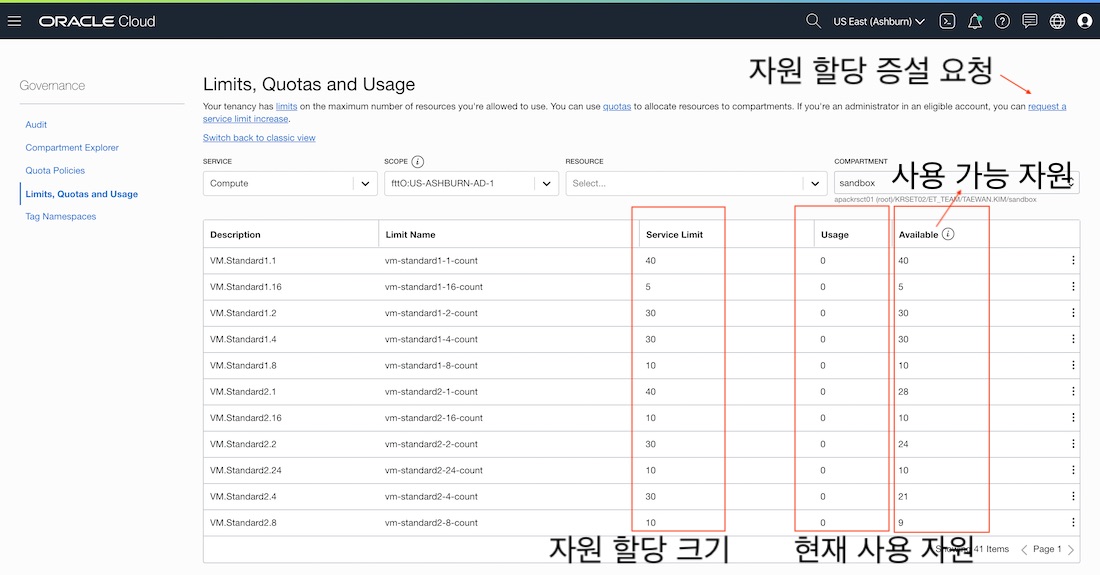 ORACLE Cloud
US East (Ashburn)
자원 할당 증설 요청
Governance
Audit
Compartment Explorer
Quota Policies
Limits, Quotas and Usage
Tag Namespaces
Limits, Quotas and Usage
Your tenancy has limits on the maximum number of resources you're allowed to use. You can use quotas to allocate resources to compartments. If you're an administrator in an eligible account, you can request a
service limit increase.
Switch back to classic view
SERVICE SCOPE RESOURCE COMPARTMENT
Compute fttO:US-ASHBURN-AD-1 Select... sandbox
사용 가능 자원
apackrsct01 (root)/KRSET02/ET_TEAM/TAEWAN.KIM/sandbox
Description Limit Name Service Limit Usage Available
VM.Standard1.1 vm-standard1-1-count 40 0 40
VM.Standard1.16 vm-standard1-16-count 5 0 5
VM.Standard1.2 vm-standard1-2-count 30 0 30
VM.Standard1.4 vm-standard1-4-count 30 0 30
VM.Standard1.8 vm-standard1-8-count 10 0 10
VM.Standard2.1 vm-standard2-1-count 40 0 28
VM.Standard2.16 vm-standard2-16-count 10 0 10
VM.Standard2.2 vm-standard2-2-count 30 0 24
VM.Standard2.24 vm-standard2-24-count 10 0 10
VM.Standard2.4 vm-standard2-4-count 30 0 21
VM.Standard2.8 vm-standard2-8-count 10 0 9
자원 할당 크기
현재 사용 자원
41 Items Page 1